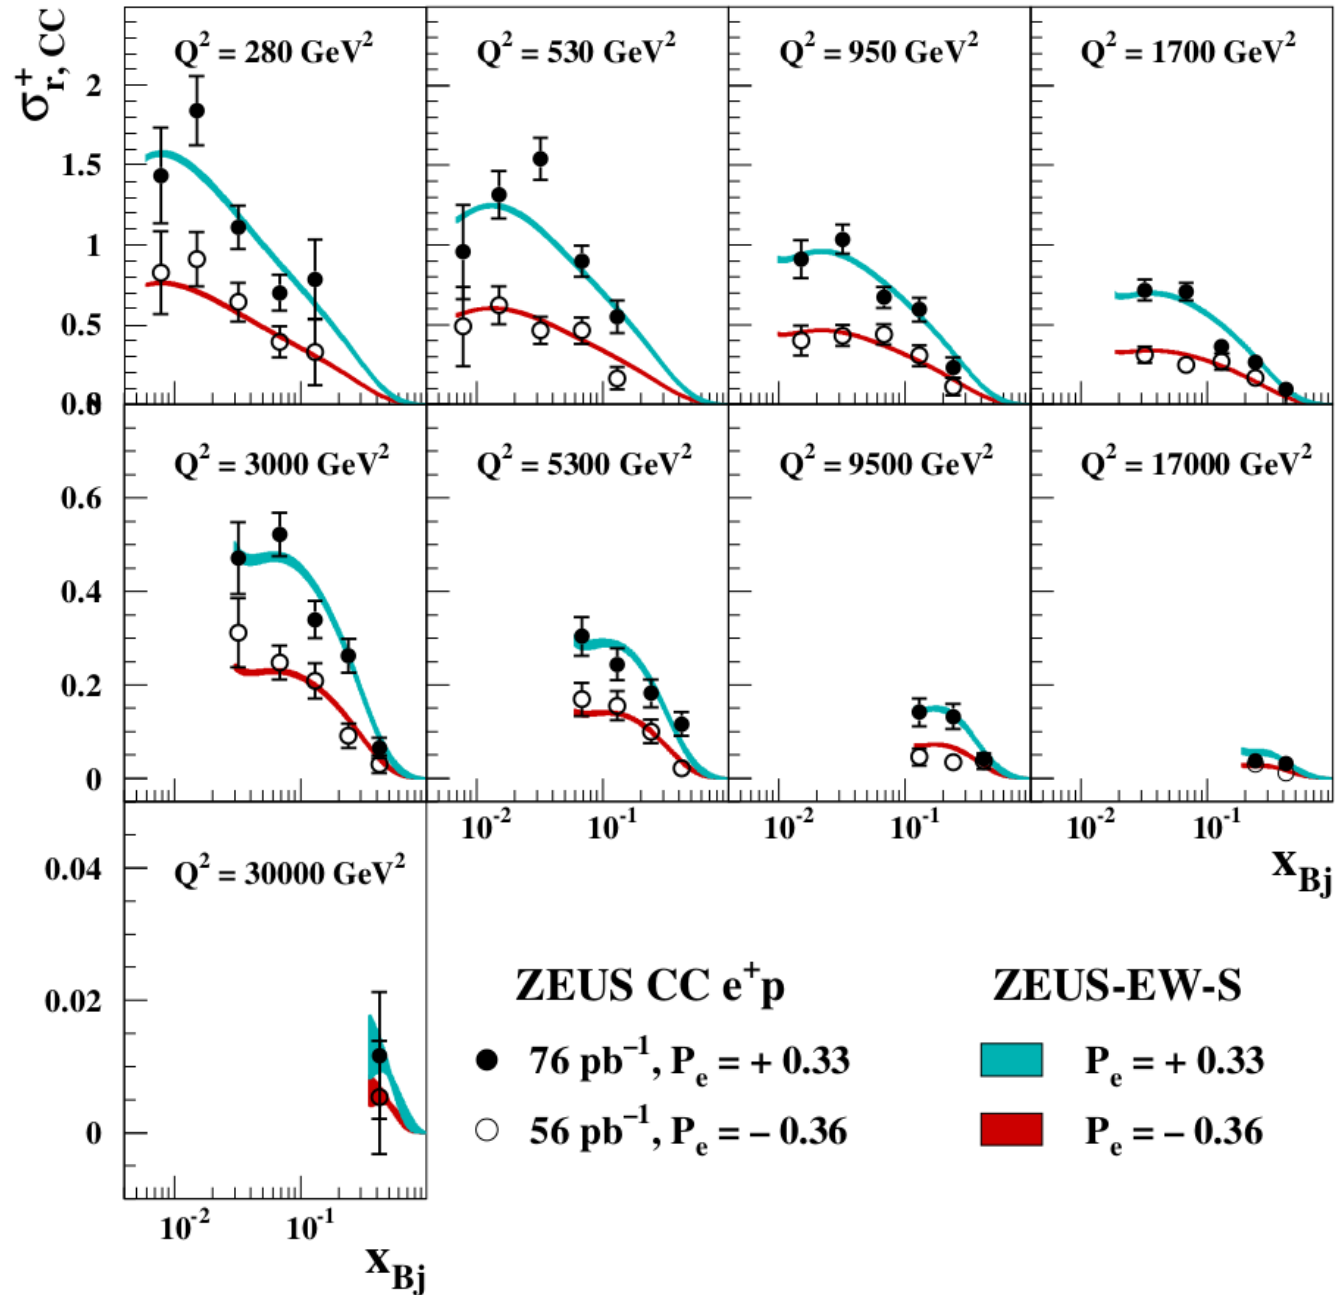 σ⁺r, CC
Q² = 280 GeV²
Q² = 530 GeV²
Q² = 950 GeV²
Q² = 1700 GeV²
2
1.5
1
0.5
0
0.8
Q² = 3000 GeV²
Q² = 5300 GeV²
Q² = 9500 GeV²
Q² = 17000 GeV²
0.6
0.4
0.2
0
10⁻² 10⁻¹ 10⁻² 10⁻¹ 10⁻² 10⁻¹
x_Bj
Q² = 30000 GeV²
0.04
0.02
0
10⁻² 10⁻¹
x_Bj
ZEUS CC e⁺p
76 pb⁻¹, Pₑ = + 0.33
56 pb⁻¹, Pₑ = − 0.36
ZEUS-EW-S
Pₑ = + 0.33
Pₑ = − 0.36